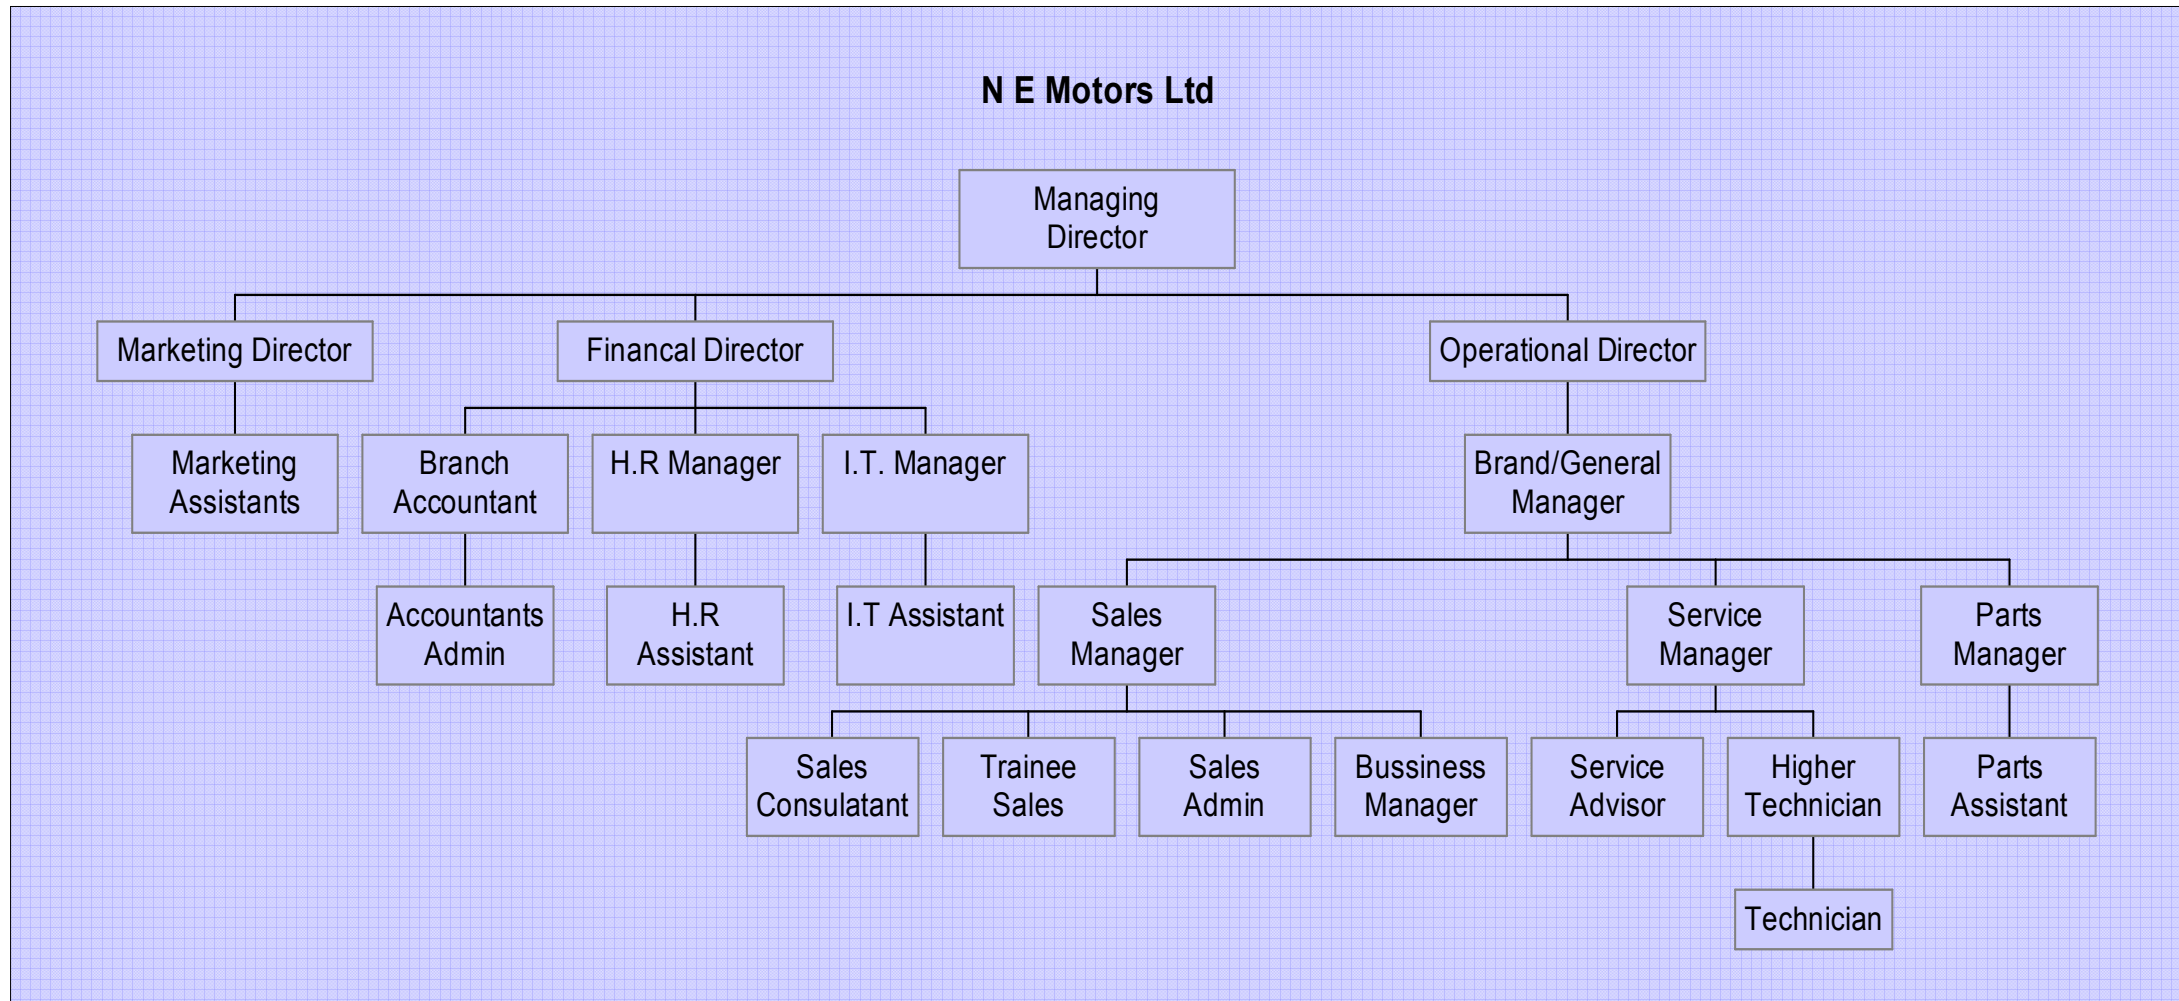 N E Motors Ltd
Managing
Director
Marketing Director
Financal Director
Operational Director
Marketing
Assistants
Branch
Accountant
H.R Manager
I.T. Manager
Brand/General
Manager
Accountants
Admin
H.R
Assistant
I.T Assistant
Sales
Manager
Service
Manager
Parts
Manager
Sales
Consulatant
Trainee
Sales
Sales
Admin
Bussiness
Manager
Service
Advisor
Higher
Technician
Parts
Assistant
Technician